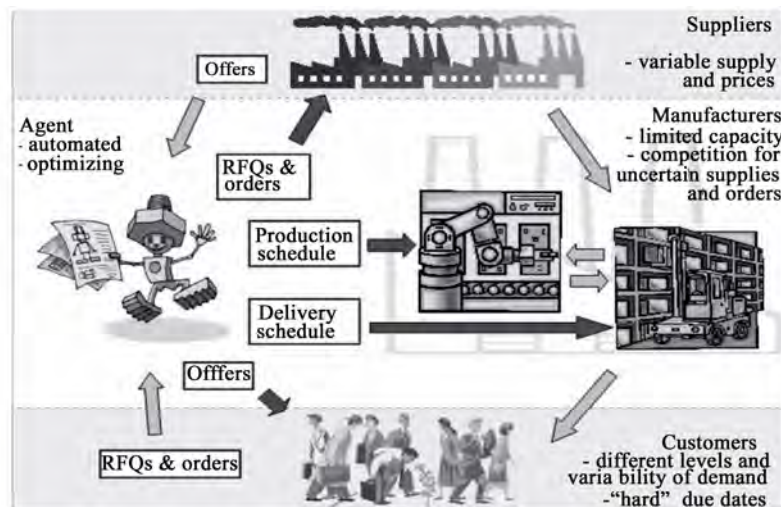 Suppliers
- variable supply
and prices
Offers
Agent
- automated
- optimizing
RFQs &
orders
Manufacturers
- limited capacity
- competition for
uncertain supplies
and orders
Production
schedule
Delivery
schedule
Offfers
RFQs & orders
Customers
- different levels and
varia bility of demand
-“hard” due dates